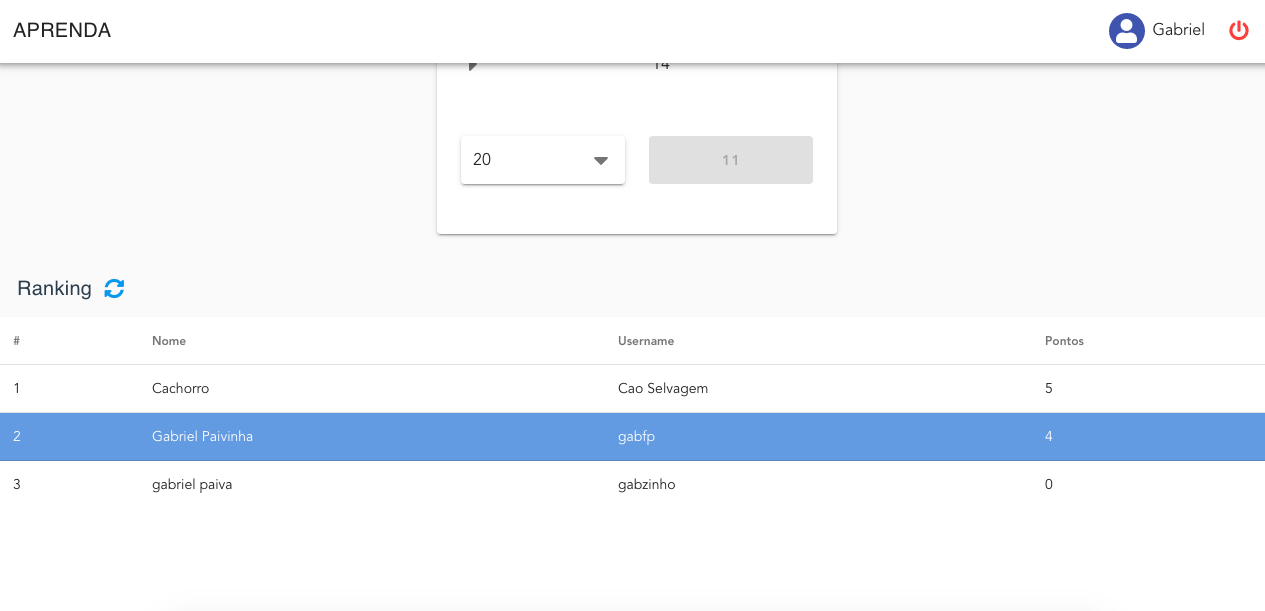 APRENDA
Gabriel
14
20
11
Ranking
# Nome Username Pontos
1 Cachorro Cao Selvagem 5
2 Gabriel Paivinha gabfp 4
3 gabriel paiva gabzinho 0